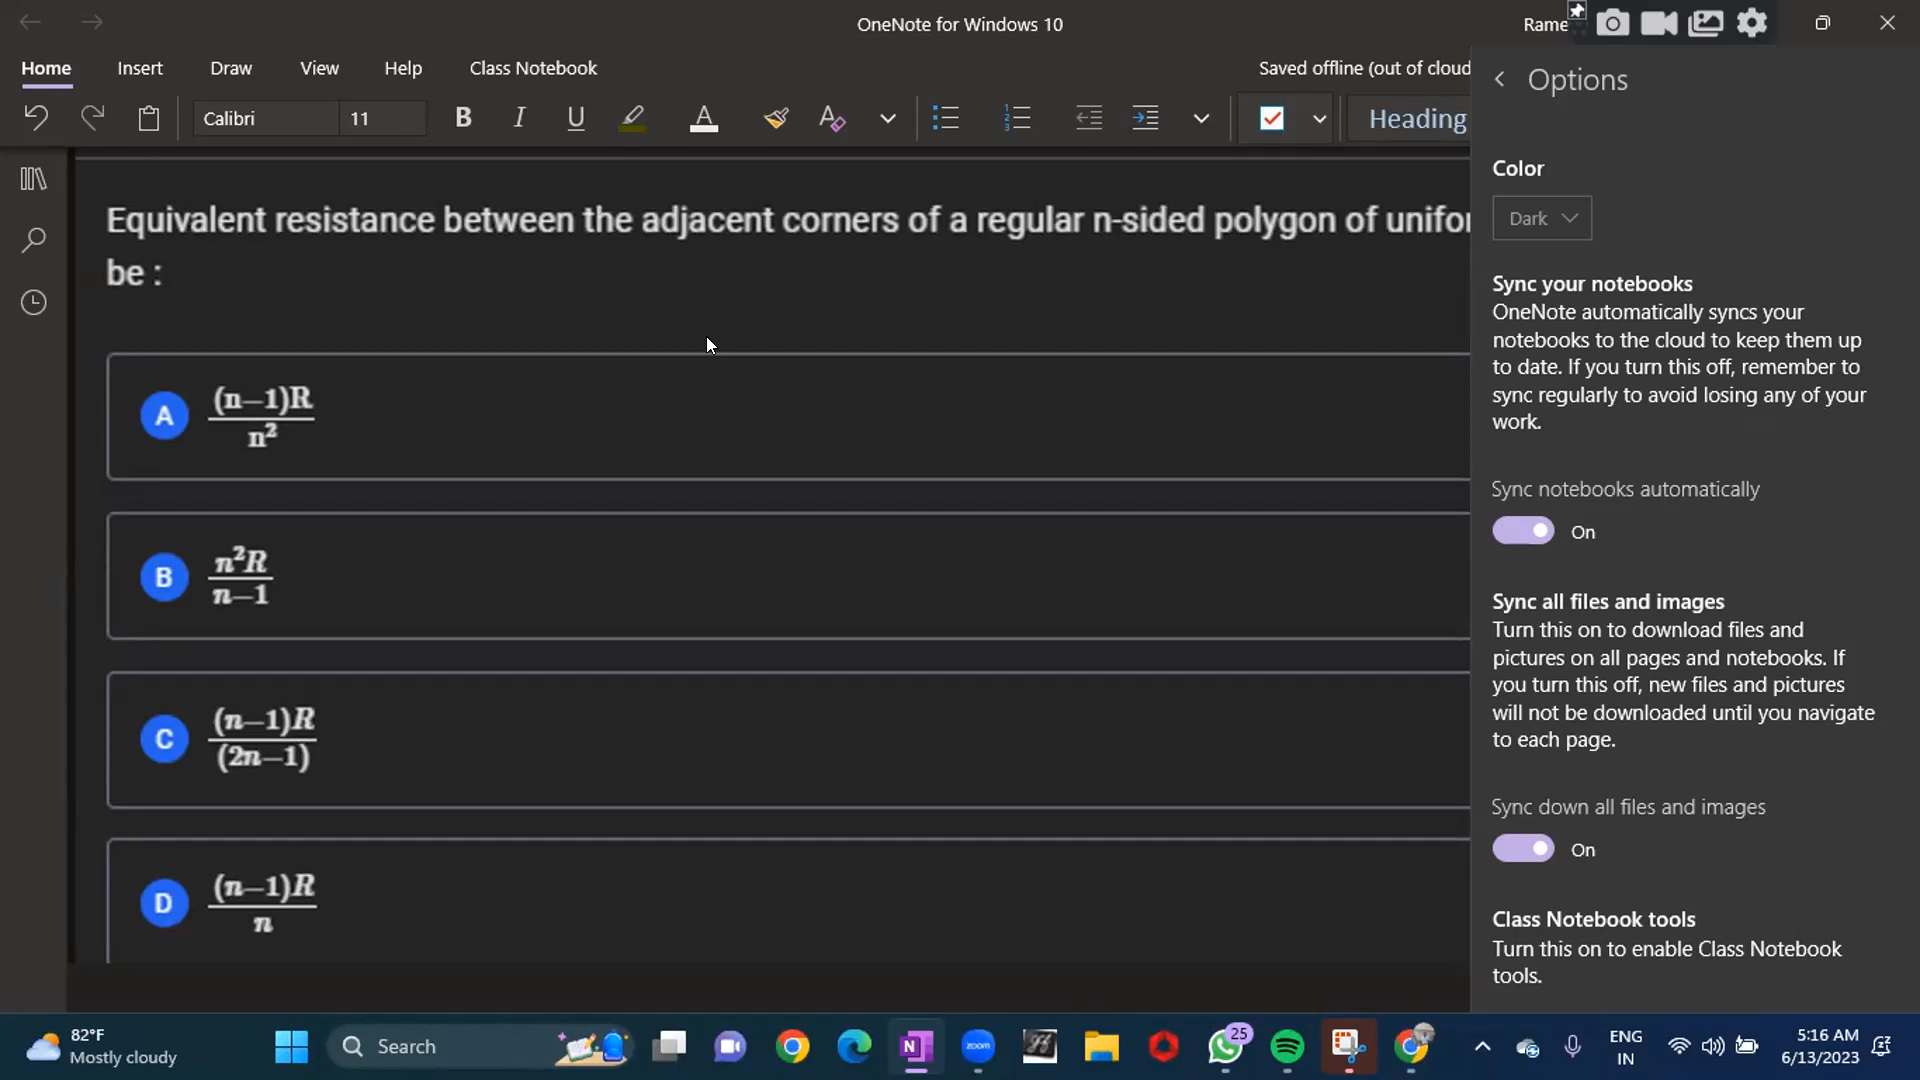 OneNote for Windows 10
Rame
Home Insert Draw View Help Class Notebook
Saved offline (out of cloud
Calibri 11 B I U A A Heading
Equivalent resistance between the adjacent corners of a regular n-sided polygon of unifor
be :
A (n–1)R
n²
B n²R
n–1
C (n–1)R
(2n–1)
D (n–1)R
n
Options
Color
Dark
Sync your notebooks
OneNote automatically syncs your
notebooks to the cloud to keep them up
to date. If you turn this off, remember to
sync regularly to avoid losing any of your
work.
Sync notebooks automatically
On
Sync all files and images
Turn this on to download files and
pictures on all pages and notebooks. If
you turn this off, new files and pictures
will not be downloaded until you navigate
to each page.
Sync down all files and images
On
Class Notebook tools
Turn this on to enable Class Notebook
tools.
82°F
Mostly cloudy
Search
N
zoom
25
ENG
IN
5:16 AM
6/13/2023